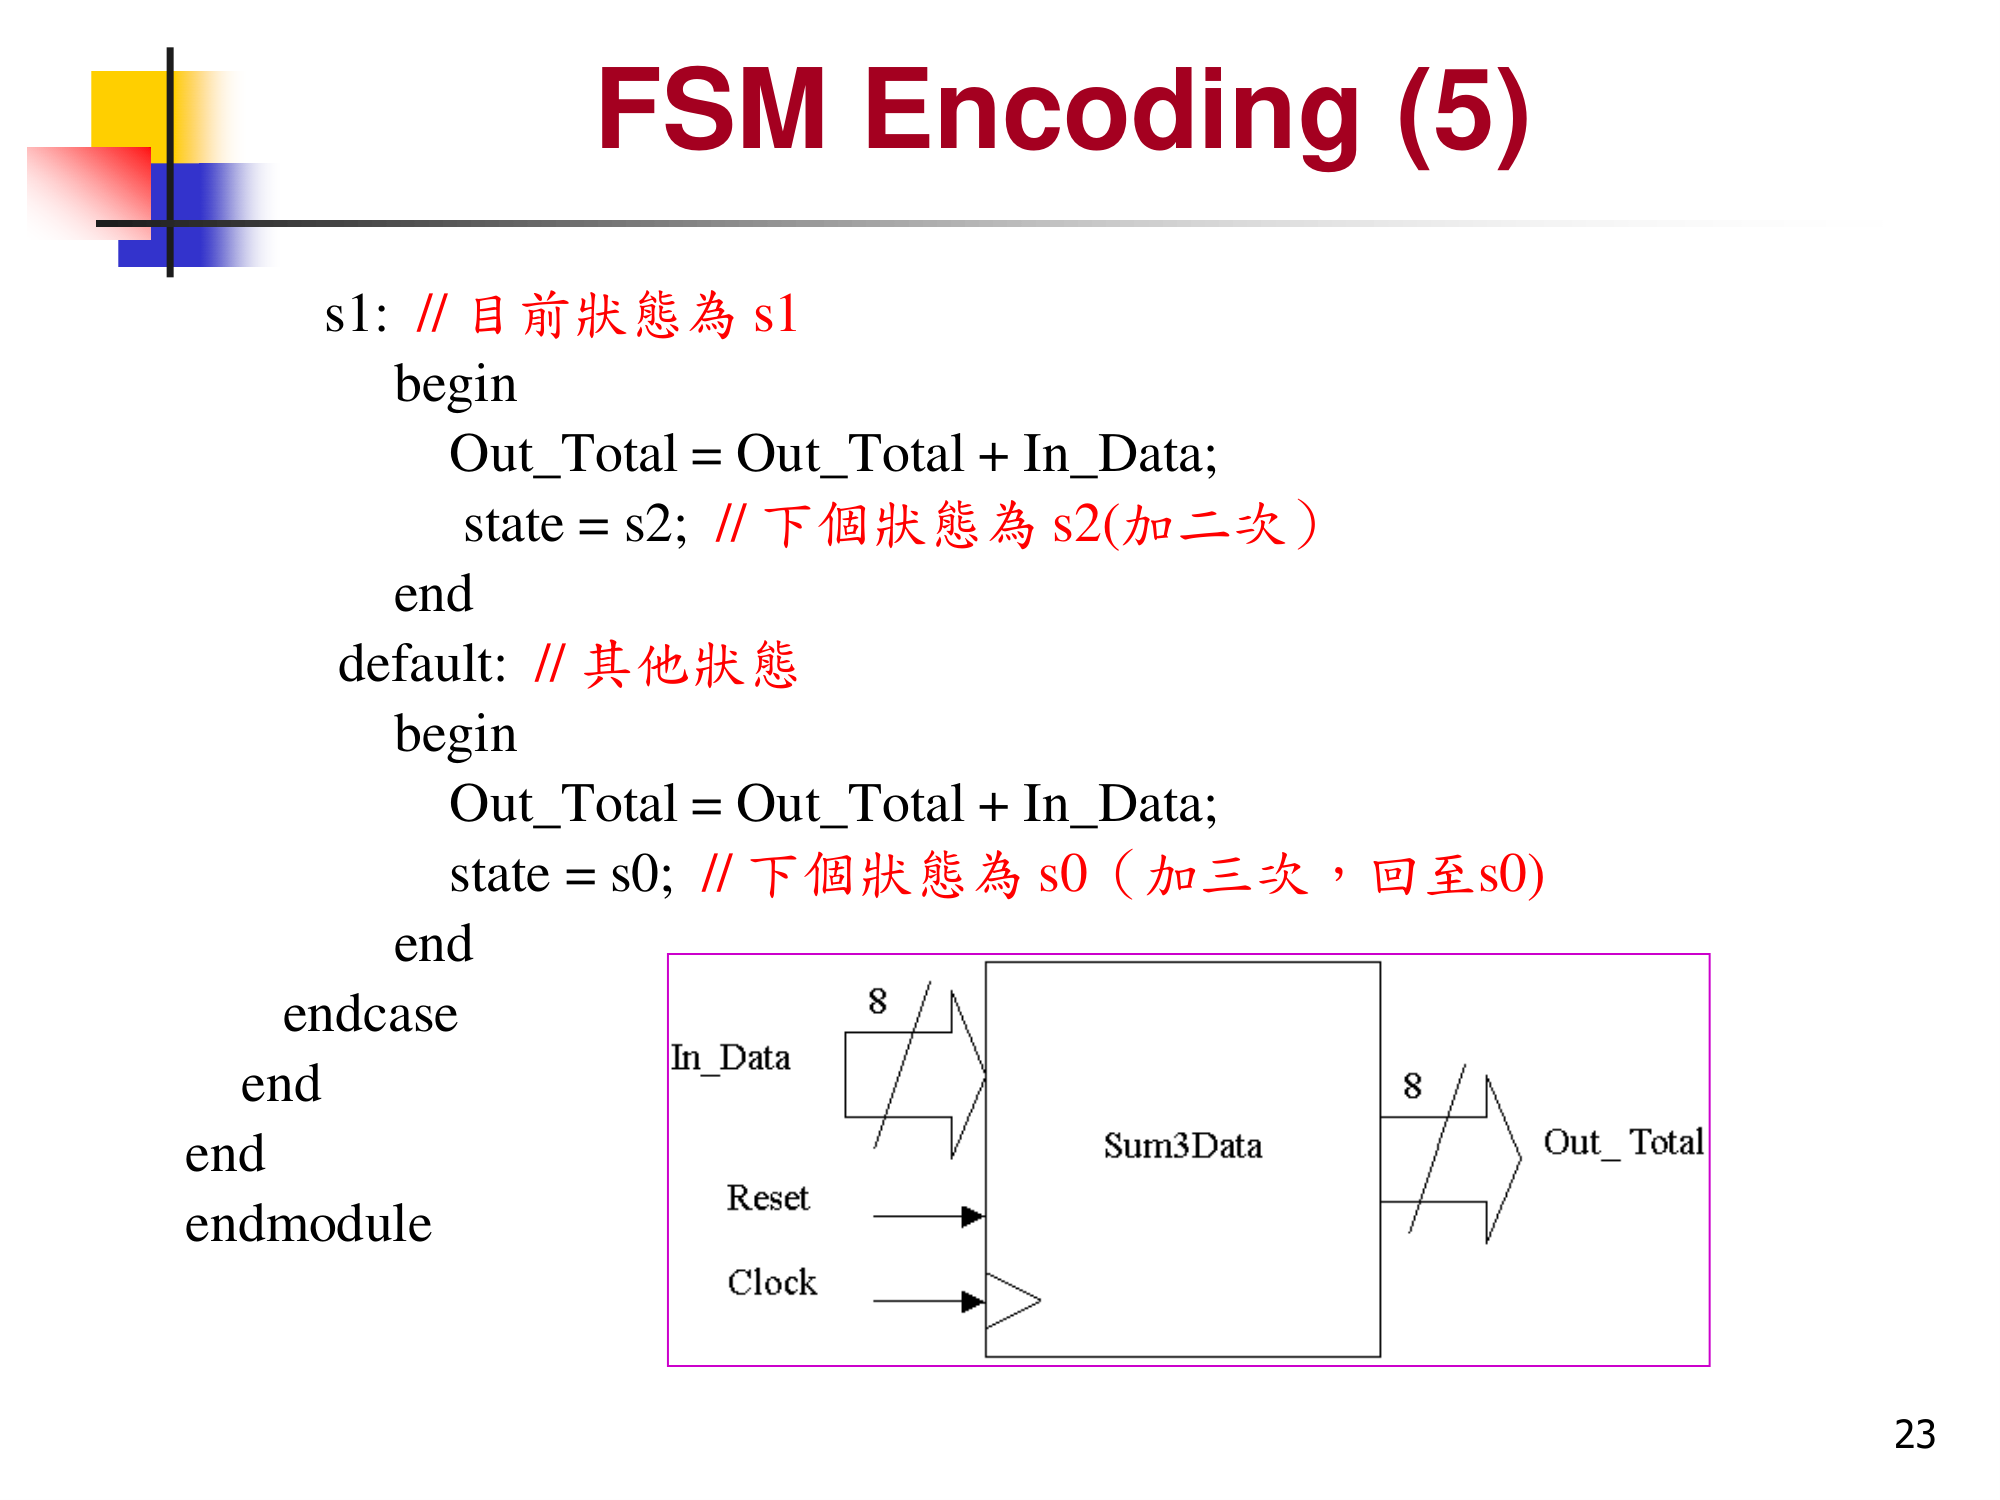 FSM Encoding (5)
s1: // 目前狀態為 s1
begin
Out_Total = Out_Total + In_Data;
state = s2; // 下個狀態為 s2(加二次）
end
default: // 其他狀態
begin
Out_Total = Out_Total + In_Data;
state = s0; // 下個狀態為 s0（加三次，回至s0)
end
endcase
end
end
endmodule
8
In_Data
8
Sum3Data
Out_ Total
Reset
Clock
23